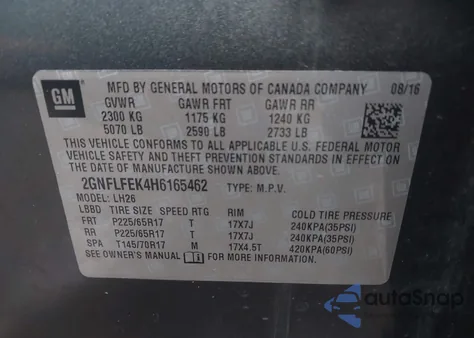 GM
MFD BY GENERAL MOTORS OF CANADA COMPANY 08/16
GVWR GAWR FRT GAWR RR
2300 KG 1175 KG 1240 KG
5070 LB 2590 LB 2733 LB
THIS VEHICLE CONFORMS TO ALL APPLICABLE U.S. FEDERAL MOTOR
VEHICLE SAFETY AND THEFT PREVENTION STANDARDS IN EFFECT ON
THE DATE OF MANUFACTURE SHOWN ABOVE.
2GNFLFEK4H6165462 TYPE: M.P.V.
MODEL: LH26
LBBD TIRE SIZE SPEED RTG RIM COLD TIRE PRESSURE
FRT P225/65R17 T 17X7J 240KPA(35PSI)
RR P225/65R17 T 17X7J 240KPA(35PSI)
SPA T145/70R17 M 17X4.5T 420KPA(60PSI)
SEE OWNER'S MANUAL FOR MORE INFORMATION.
autoSnap